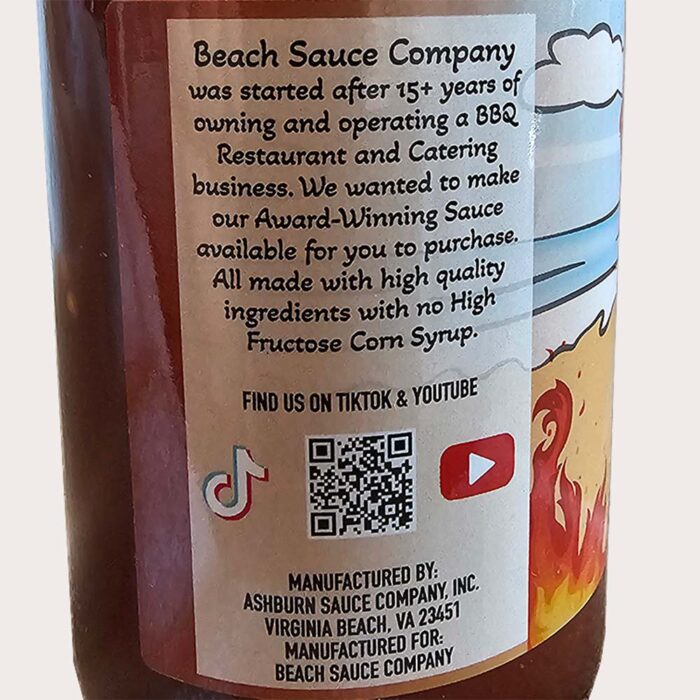 Beach Sauce Company
was started after 15+ years of
owning and operating a BBQ
Restaurant and Catering
business. We wanted to make
our Award-Winning Sauce
available for you to purchase.
All made with high quality
ingredients with no High
Fructose Corn Syrup.
FIND US ON TIKTOK & YOUTUBE
MANUFACTURED BY:
ASHBURN SAUCE COMPANY, INC.
VIRGINIA BEACH, VA 23451
MANUFACTURED FOR:
BEACH SAUCE COMPANY